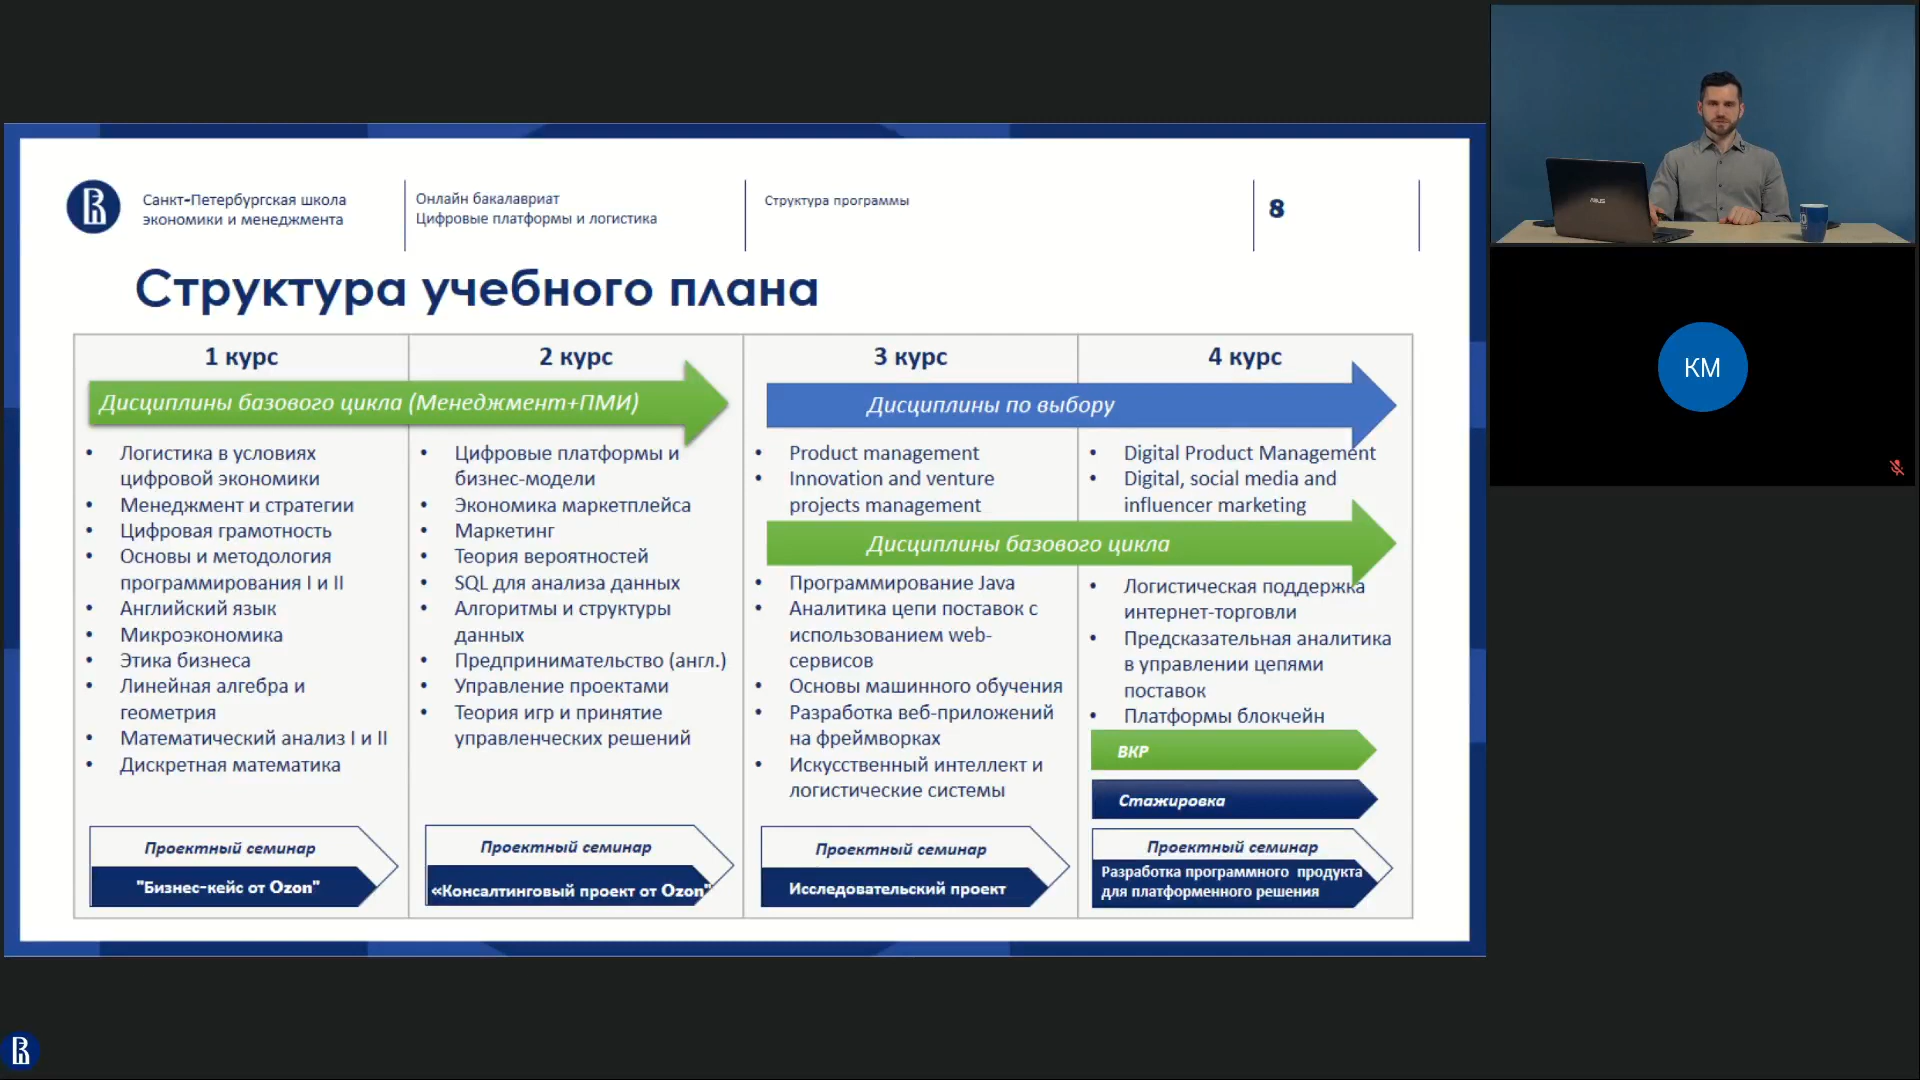 Санкт-Петербургская школа
экономики и менеджмента
Онлайн бакалавриат
Цифровые платформы и логистика
Структура программы
8
Структура учебного плана
1 курс
2 курс
3 курс
4 курс
Дисциплины базового цикла (Менеджмент+ПМИ)
Дисциплины по выбору
• Логистика в условиях
цифровой экономики
• Менеджмент и стратегии
• Цифровая грамотность
• Основы и методология
программирования I и II
• Английский язык
• Микроэкономика
• Этика бизнеса
• Линейная алгебра и
геометрия
• Математический анализ I и II
• Дискретная математика
Проектный семинар
"Бизнес-кейс от Ozon"
• Цифровые платформы и
бизнес-модели
• Экономика маркетплейса
• Маркетинг
• Теория вероятностей
• SQL для анализа данных
• Алгоритмы и структуры
данных
• Предпринимательство (англ.)
• Управление проектами
• Теория игр и принятие
управленческих решений
Проектный семинар
«Консалтинговый проект от Ozon"
• Product management
• Innovation and venture
projects management
• Digital Product Management
• Digital, social media and
influencer marketing
Дисциплины базового цикла
• Программирование Java
• Аналитика цепи поставок с
использованием web-
сервисов
• Основы машинного обучения
• Разработка веб-приложений
на фреймворках
• Искусственный интеллект и
логистические системы
Проектный семинар
Исследовательский проект
• Логистическая поддержка
интернет-торговли
• Предсказательная аналитика
в управлении цепями
поставок
• Платформы блокчейн
ВКР
Стажировка
Проектный семинар
Разработка программного продукта
для платформенного решения
ASUS
КМ